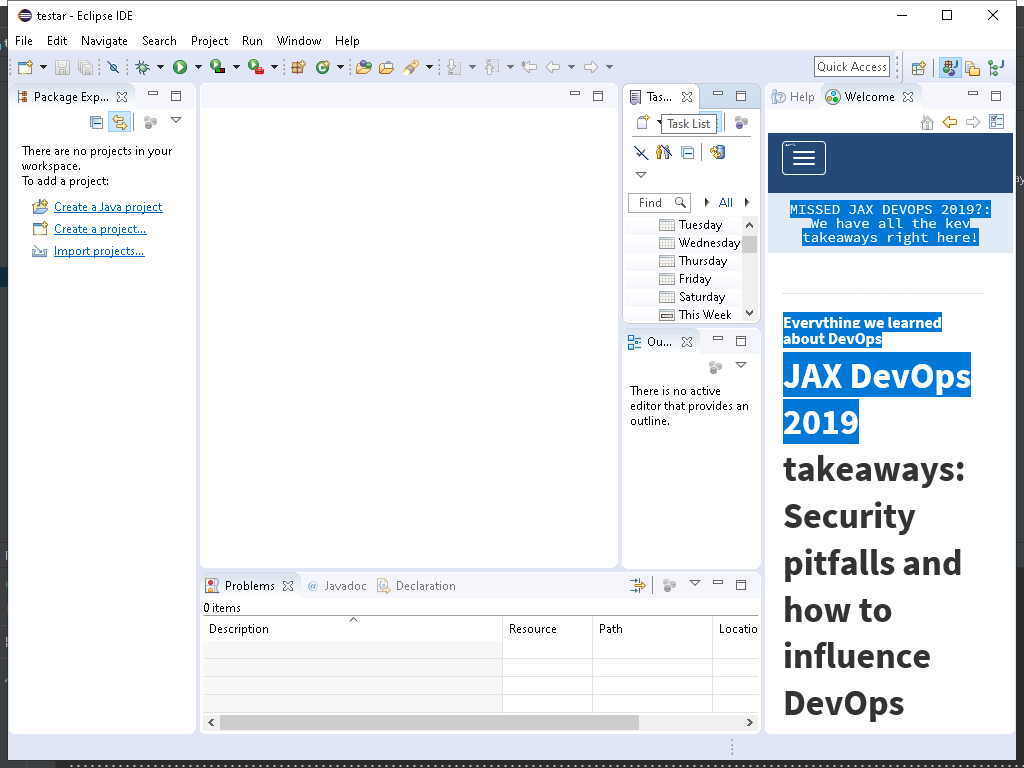 testar - Eclipse IDE
File Edit Navigate Search Project Run Window Help
Quick Access
Package Exp...
There are no projects in your
workspace.
To add a project:
Create a Java project
Create a project...
Import projects...
Tas...
Task List
Find
All
Tuesday
Wednesday
Thursday
Friday
Saturday
This Week
Ou...
There is no active
editor that provides an
outline.
Problems
@ Javadoc
Declaration
0 items
Description Resource Path Locatio
Help
Welcome
MISSED JAX DEVOPS 2019?:
We have all the key
takeaways right here!
Everything we learned
about DevOps
JAX DevOps
2019
takeaways:
Security
pitfalls and
how to
influence
DevOps